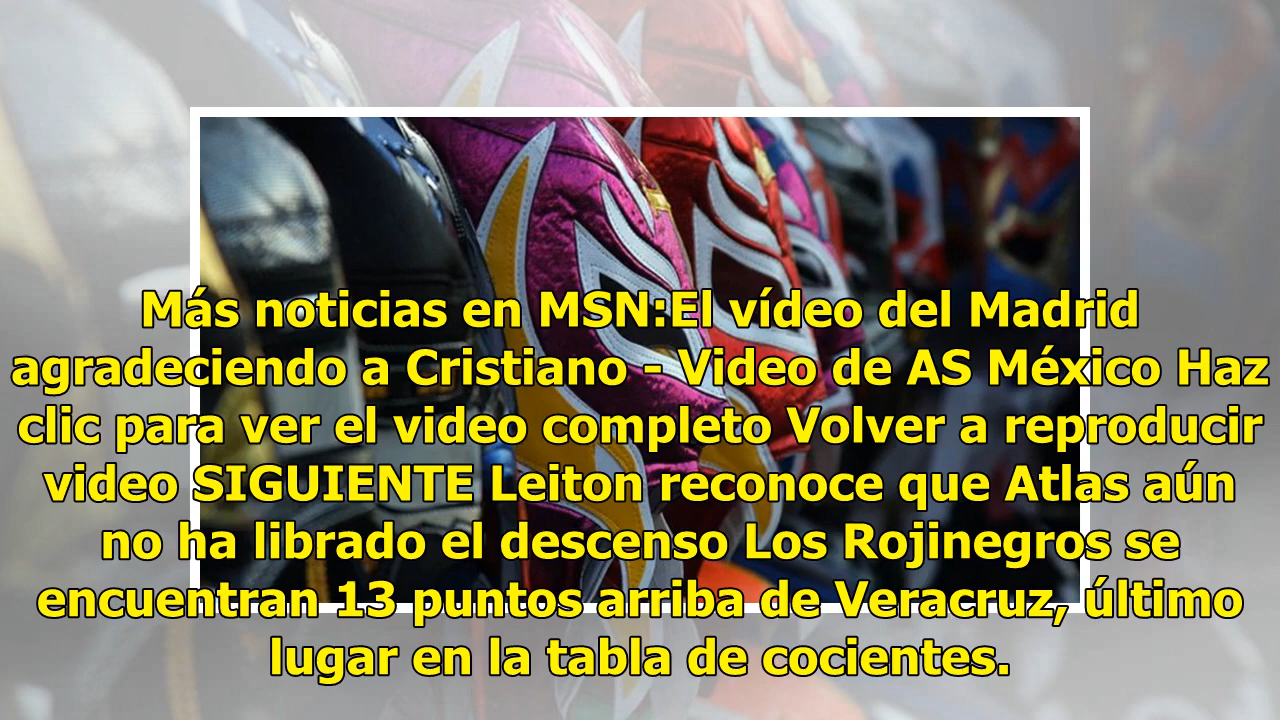 Más noticias en MSN:El vídeo del Madrid
agradeciendo a Cristiano - Video de AS México Haz
clic para ver el video completo Volver a reproducir
video SIGUIENTE Leiton reconoce que Atlas aún
no ha librado el descenso Los Rojinegros se
encuentran 13 puntos arriba de Veracruz, último
lugar en la tabla de cocientes.